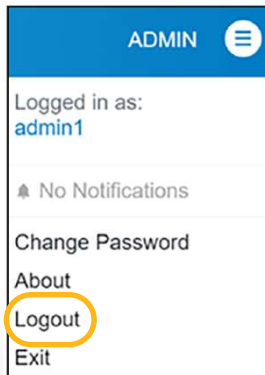 ADMIN
Logged in as:
admin1
No Notifications
Change Password
About
Logout
Exit